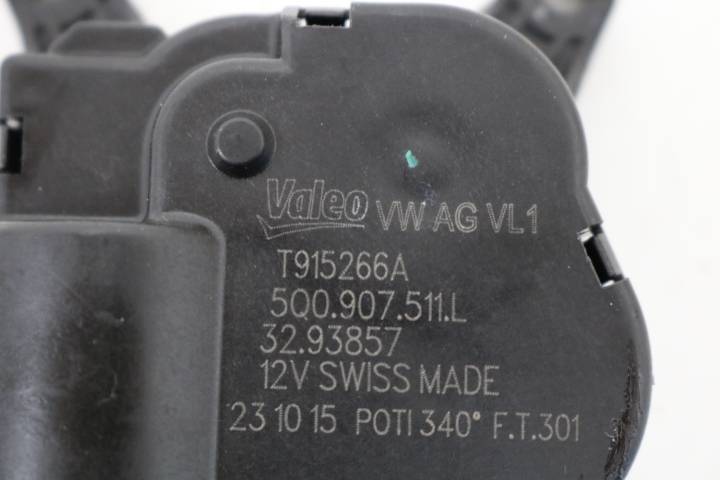 Valeo VW AG VL1
T915266A
5Q0.907.511.L
32.93857
12V SWISS MADE
23 10 15 POTI 340° F.T.301